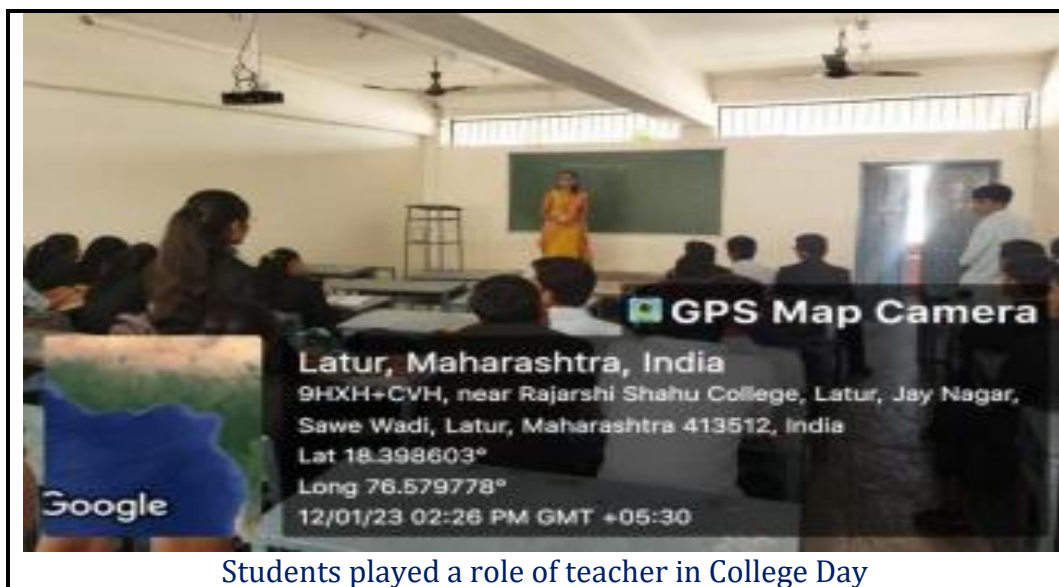 GPS Map Camera
Latur, Maharashtra, India
9HXH+CVH, near Rajarshi Shahu College, Latur, Jay Nagar,
Sawe Wadi, Latur, Maharashtra 413512, India
Lat 18.398603°
Long 76.579778°
12/01/23 02:26 PM GMT +05:30
Google
Students played a role of teacher in College Day